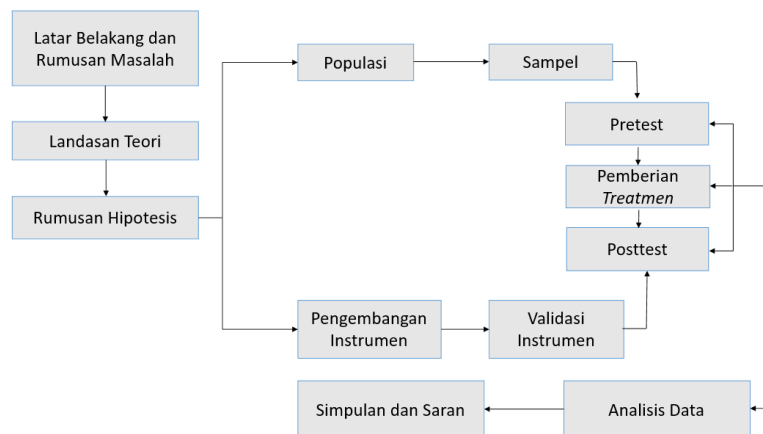 Latar Belakang dan
Rumusan Masalah
Landasan Teori
Rumusan Hipotesis
Populasi
Sampel
Pretest
Pemberian
Treatmen
Posttest
Pengembangan
Instrumen
Validasi
Instrumen
Simpulan dan Saran
Analisis Data